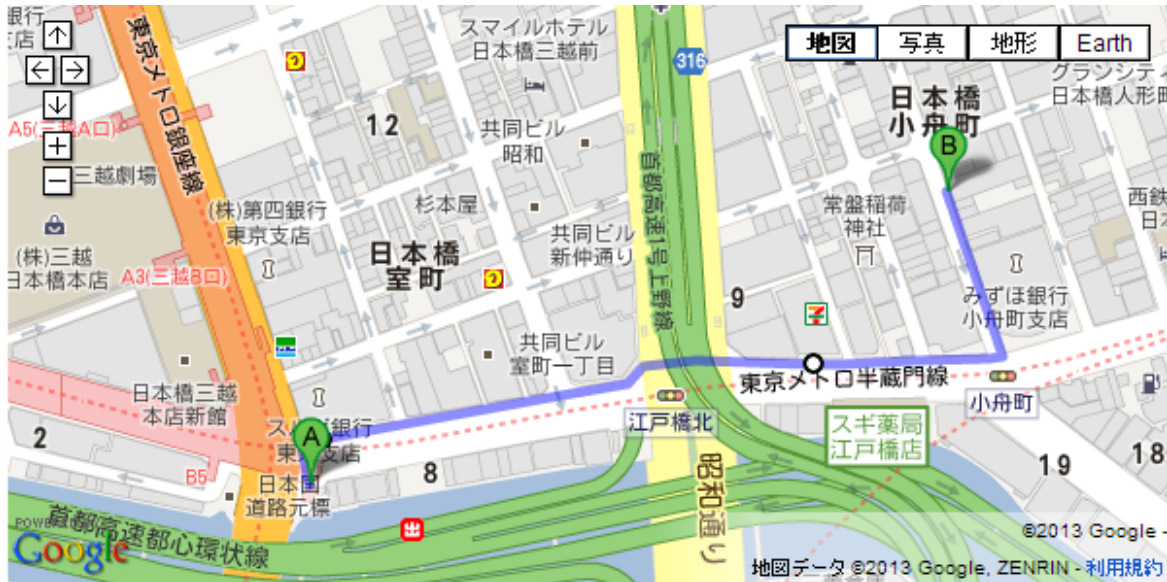 地図
写真
地形
Earth
スマイルホテル
日本橋三越前
316
グランシティ
日本橋人形町
日本橋
小舟町
B
A5(三越A口)
三越劇場
東京メトロ銀座線
12
共同ビル
昭和
首都高速1号上野線
(株)第四銀行
東京支店
杉本屋
常盤稲荷
神社
西鉄
日本
(株)三越
日本橋本店
A3(三越B口)
日本橋
室町
共同ビル
新仲通り
9
みずほ銀行
小舟町支店
共同ビル
室町一丁目
東京メトロ半蔵門線
日本橋三越
本店新館
江戸橋北
小舟町
スギ薬局
江戸橋店
2
A
銀行
支店
8
B5
日本国
道路元標
昭和通り
19
18
首都高速都心環状線
POWERED BY
Google
©2013 Google -
地図データ ©2013 Google, ZENRIN - 利用規約